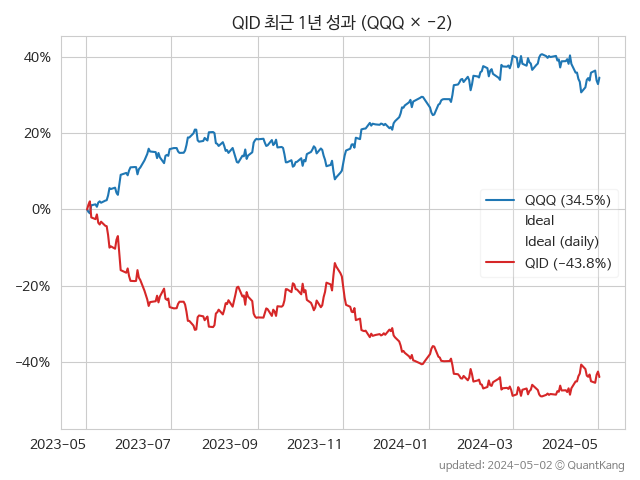 QID 최근 1년 성과 (QQQ × −2)
40%
20%
0%
−20%
−40%
QQQ (34.5%)
Ideal
Ideal (daily)
QID (−43.8%)
2023−05 2023−07 2023−09 2023−11 2024−01 2024−03 2024−05
updated: 2024−05−02 © QuantKang